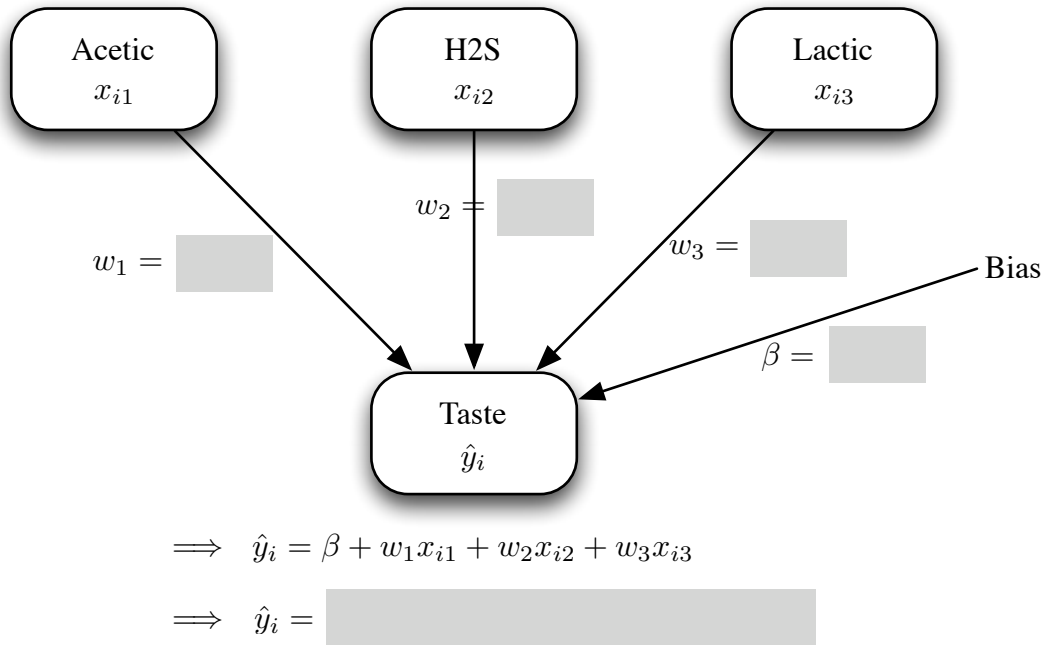 Acetic
x_{i1}
H2S
x_{i2}
Lactic
x_{i3}
w_2 =
w_3 =
w_1 =
Bias
β =
Taste
ŷ_i
⟹ ŷ_i = β + w_1x_{i1} + w_2x_{i2} + w_3x_{i3}
⟹ ŷ_i =